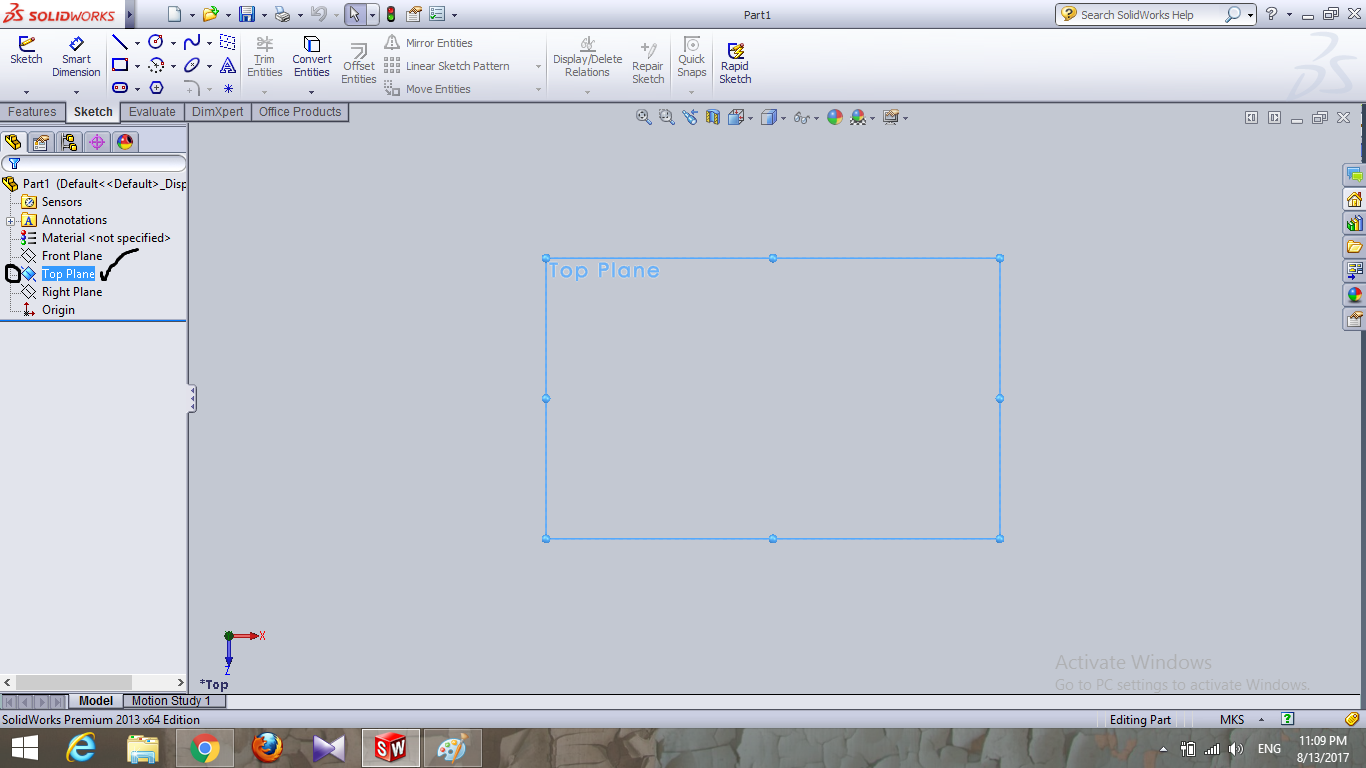 SOLIDWORKS
Part1
Search SolidWorks Help
Sketch
Smart Dimension
Trim Entities
Convert Entities
Offset Entities
Mirror Entities
Linear Sketch Pattern
Move Entities
Display/Delete Relations
Repair Sketch
Quick Snaps
Rapid Sketch
Features
Sketch
Evaluate
DimXpert
Office Products
Part1 (Default<<Default>_Disp
Sensors
Annotations
Material <not specified>
Front Plane
Top Plane
Right Plane
Origin
Top Plane
X
Z
*Top
Activate Windows
Go to PC settings to activate Windows.
Model
Motion Study 1
SolidWorks Premium 2013 x64 Edition
Editing Part
MKS
SW
ENG
11:09 PM
8/13/2017